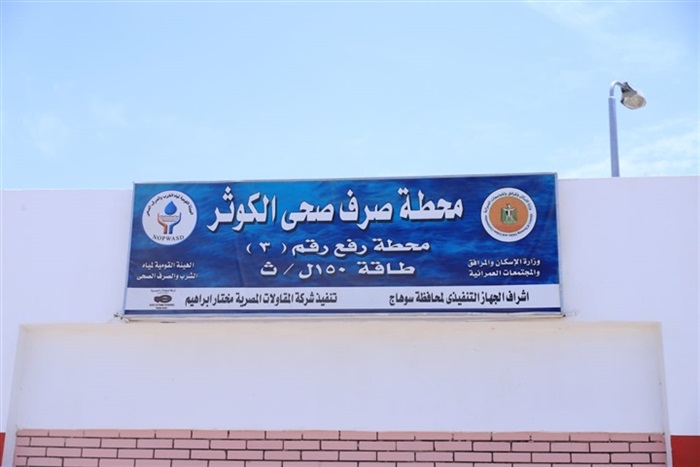 محطة صرف صحى الكوثر
محطة رفع رقم ( ٣ )
طاقة ١٥٠ل/ث
وزارة الإسكان والمرافق
والمجتمعات العمرانية
الهيئة القومية لمياه
الشرب والصرف الصحى
NOPWASD
اشراف الجهاز التنفيذى لمحافظة سوهاج
تنفيذ شركة المقاولات المصرية مختار ابراهيم